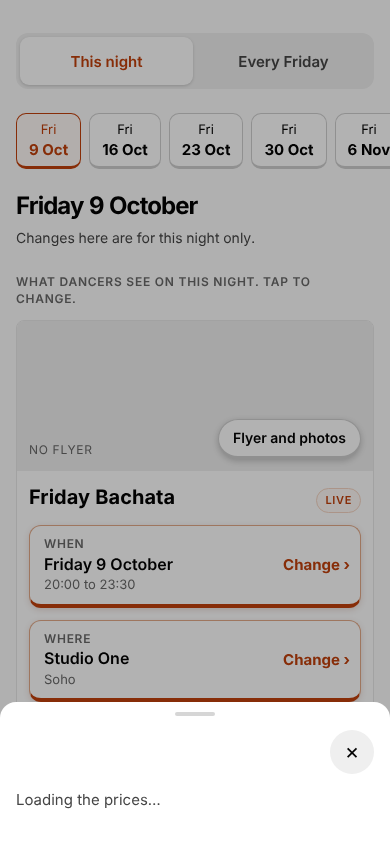 This night
Every Friday
Fri
9 Oct
Fri
16 Oct
Fri
23 Oct
Fri
30 Oct
Fri
6 Nov
Friday 9 October
Changes here are for this night only.
WHAT DANCERS SEE ON THIS NIGHT. TAP TO
CHANGE.
NO FLYER
Flyer and photos
Friday Bachata
LIVE
WHEN
Friday 9 October
20:00 to 23:30
Change ›
WHERE
Studio One
Soho
Change ›
×
Loading the prices...